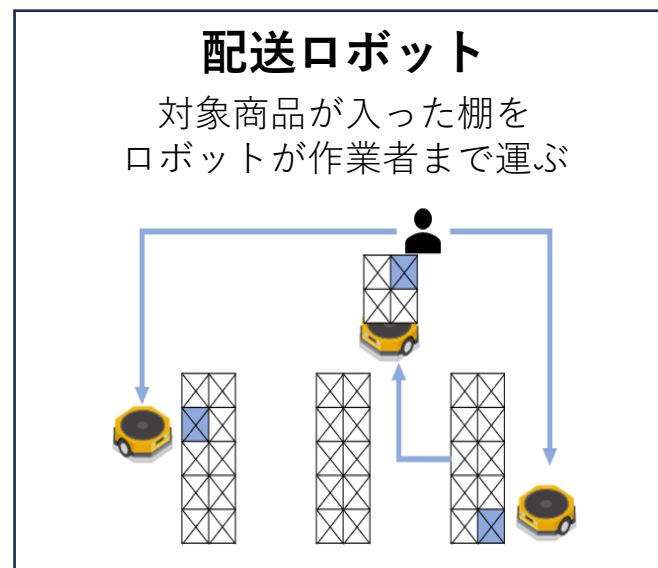 配送ロボット
対象商品が入った棚を
ロボットが作業者まで運ぶ